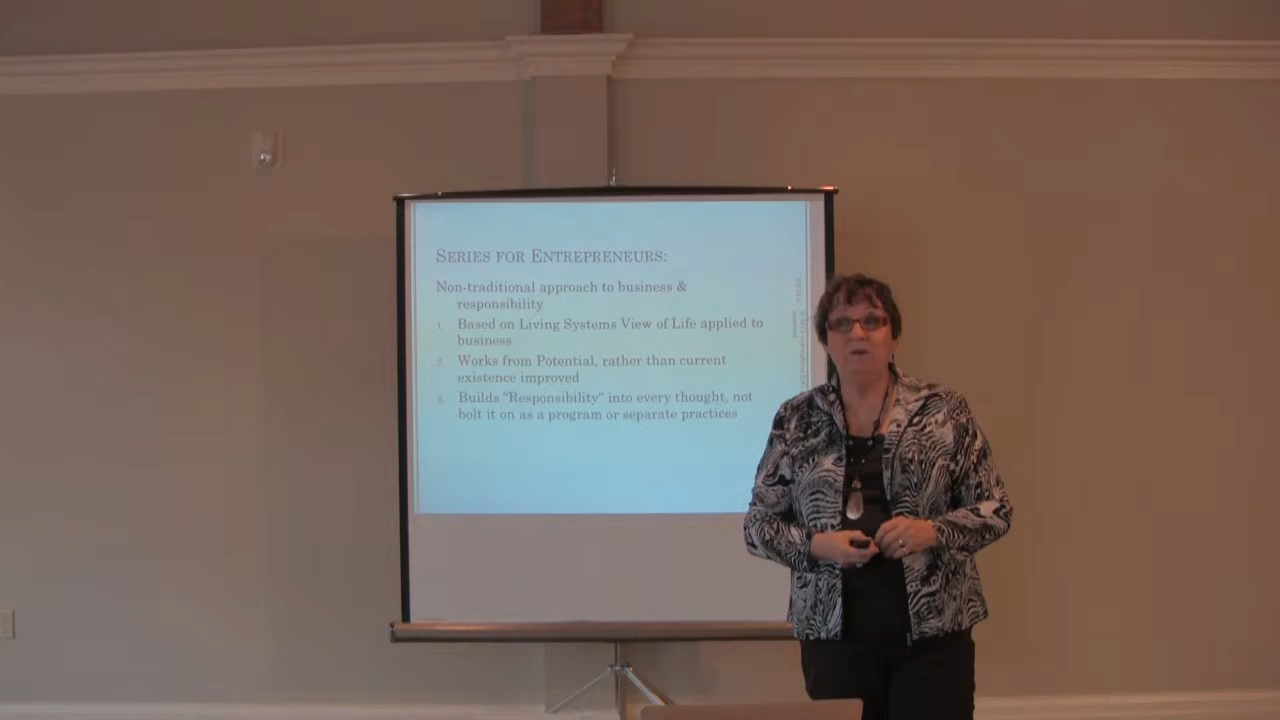 SERIES FOR ENTREPRENEURS:
Non-traditional approach to business &
responsibility
1. Based on Living Systems View of Life applied to
business
2. Works from Potential, rather than current
existence improved
3. Builds "Responsibility" into every thought, not
bolt it on as a program or separate practices